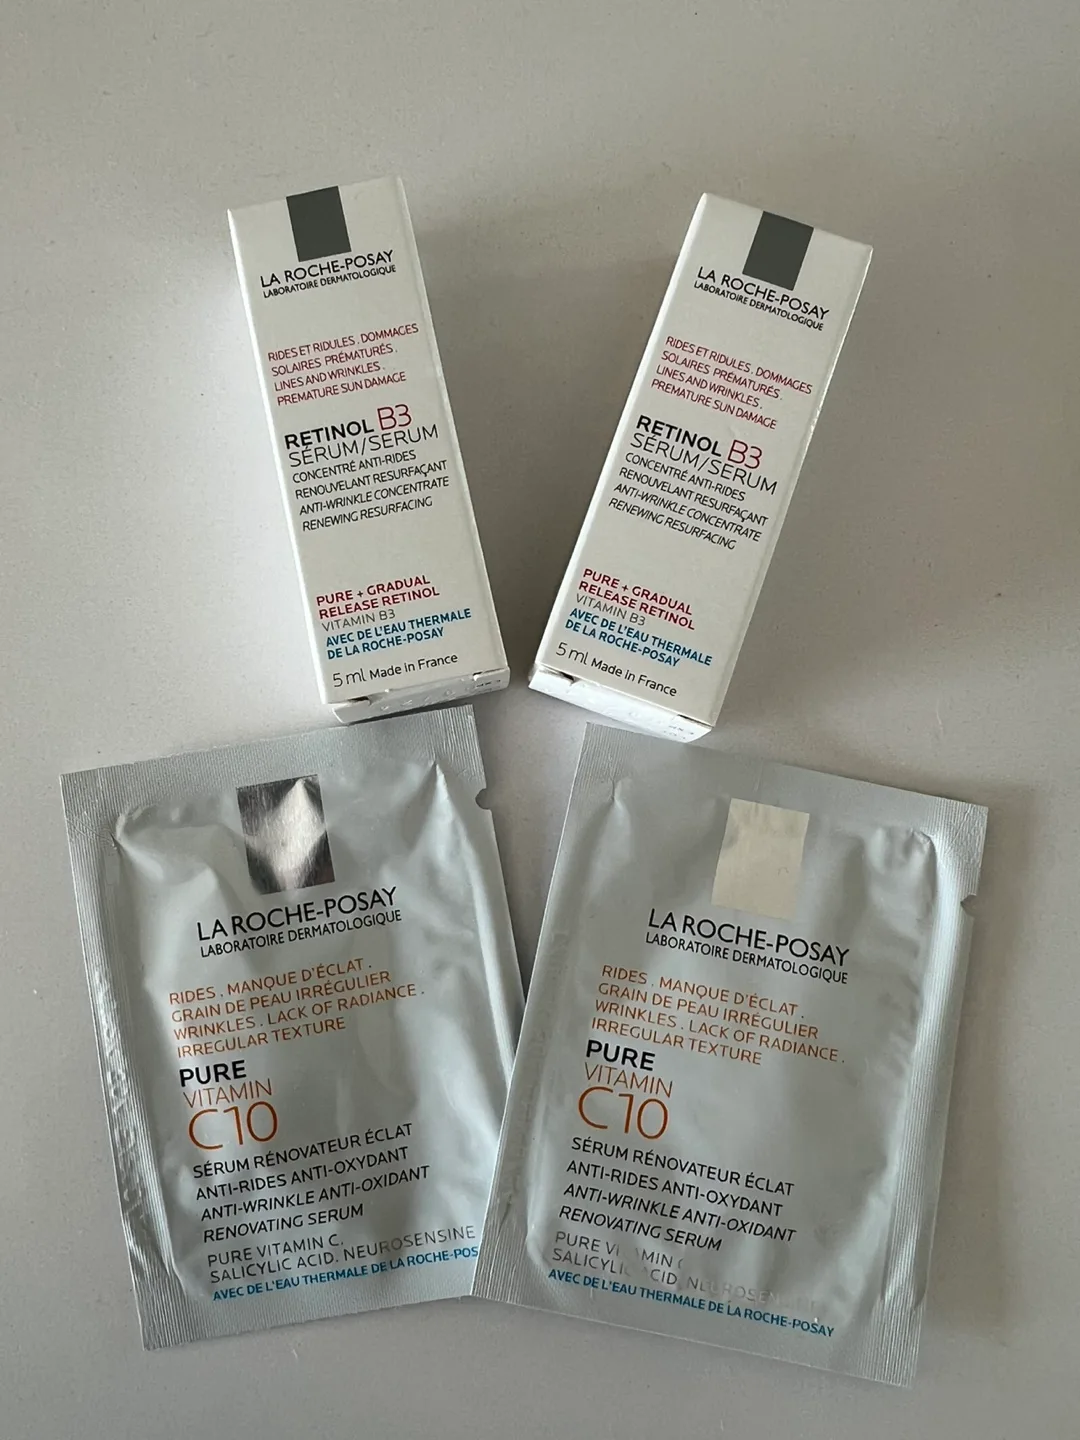 LA ROCHE-POSAY
LABORATOIRE DERMATOLOGIQUE
RIDES ET RIDULES . DOMMAGES
SOLAIRES PRÉMATURÉS .
LINES AND WRINKLES .
PREMATURE SUN DAMAGE
RETINOL B3
SÉRUM/SERUM
CONCENTRÉ ANTI-RIDES
RENOUVELANT RESURFAÇANT
ANTI-WRINKLE CONCENTRATE
RENEWING RESURFACING
PURE + GRADUAL
RELEASE RETINOL
VITAMIN B3
AVEC DE L'EAU THERMALE
DE LA ROCHE-POSAY
5 ml Made in France
LA ROCHE-POSAY
LABORATOIRE DERMATOLOGIQUE
RIDES ET RIDULES . DOMMAGES
SOLAIRES PRÉMATURÉS .
LINES AND WRINKLES .
PREMATURE SUN DAMAGE
RETINOL B3
SÉRUM/SERUM
CONCENTRÉ ANTI-RIDES
RENOUVELANT RESURFAÇANT
ANTI-WRINKLE CONCENTRATE
RENEWING RESURFACING
PURE + GRADUAL
RELEASE RETINOL
VITAMIN B3
AVEC DE L'EAU THERMALE
DE LA ROCHE-POSAY
5 ml Made in France
LA ROCHE-POSAY
LABORATOIRE DERMATOLOGIQUE
RIDES . MANQUE D'ÉCLAT .
GRAIN DE PEAU IRRÉGULIER
WRINKLES . LACK OF RADIANCE .
IRREGULAR TEXTURE
PURE
VITAMIN
C10
SÉRUM RÉNOVATEUR ÉCLAT
ANTI-RIDES ANTI-OXYDANT
ANTI-WRINKLE ANTI-OXIDANT
RENOVATING SERUM
PURE VITAMIN C.
SALICYLIC ACID. NEUROSENSINE
AVEC DE L'EAU THERMALE DE LA ROCHE-POS
LA ROCHE-POSAY
LABORATOIRE DERMATOLOGIQUE
RIDES . MANQUE D'ÉCLAT .
GRAIN DE PEAU IRRÉGULIER
WRINKLES . LACK OF RADIANCE .
IRREGULAR TEXTURE
PURE
VITAMIN
C10
SÉRUM RÉNOVATEUR ÉCLAT
ANTI-RIDES ANTI-OXYDANT
ANTI-WRINKLE ANTI-OXIDANT
RENOVATING SERUM
PURE VITAMIN C
SALICYLIC ACID.
AVEC DE L'EAU THERMALE DE LA ROCHE-POSAY